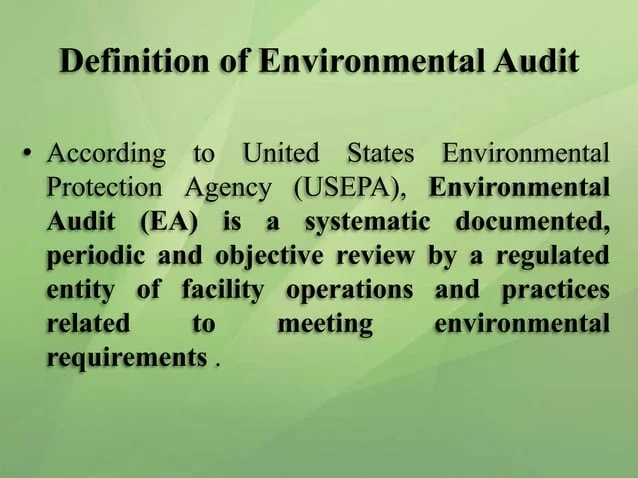 Definition of Environmental Audit
• According to United States Environmental
Protection Agency (USEPA), Environmental
Audit (EA) is a systematic documented,
periodic and objective review by a regulated
entity of facility operations and practices
related to meeting environmental
requirements .